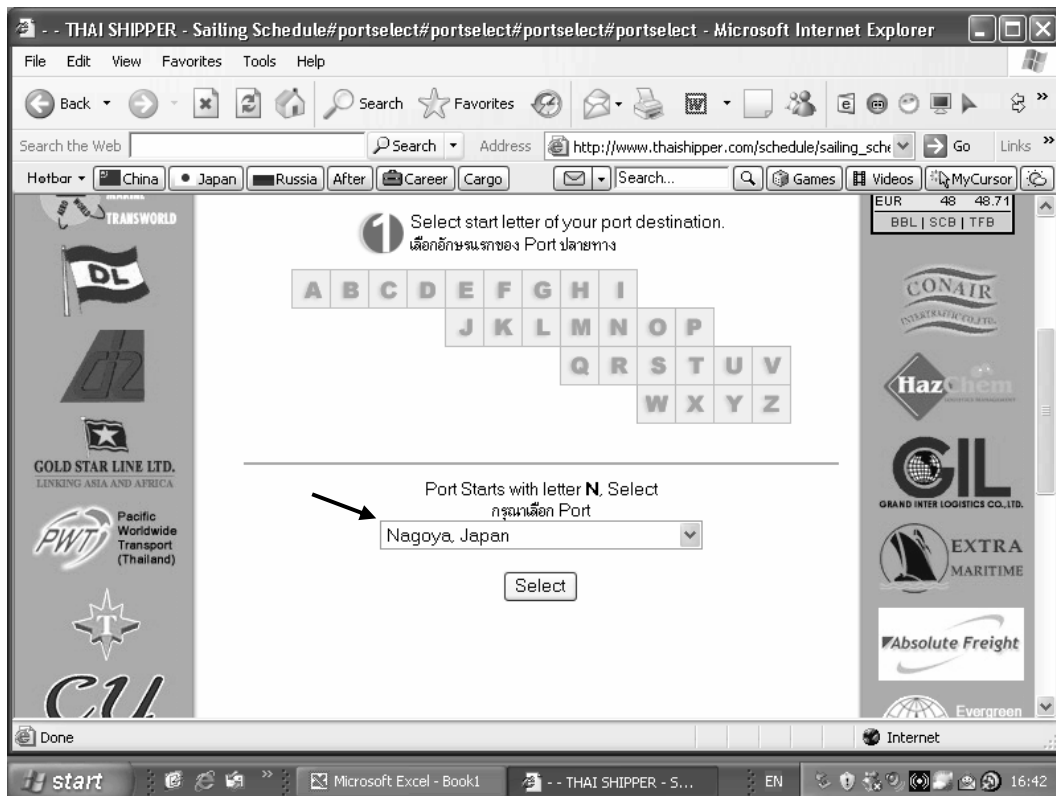 - - THAI SHIPPER - Sailing Schedule#portselect#portselect#portselect#portselect - Microsoft Internet Explorer
File Edit View Favorites Tools Help
Back Search Favorites
Search the Web Search Address http://www.thaishipper.com/schedule/sailing_sche Go Links
Hotbar China Japan Russia After Career Cargo Search... Games Videos MyCursor
TRANSWORLD
EUR 48 48.71
BBL | SCB | TFB
1 Select start letter of your port destination.
เลือกอักษรแรกของ Port ปลายทาง
A B C D E F G H I
J K L M N O P
Q R S T U V
W X Y Z
Port Starts with letter N, Select
กรุณาเลือก Port
Nagoya, Japan
Select
DL
GOLD STAR LINE LTD.
LINKING ASIA AND AFRICA
PWT
Pacific
Worldwide
Transport
(Thailand)
T
CU
CONAIR
INTERTRAFFIC CO.,LTD.
HazChem
LOGISTICS MANAGEMENT
GIL
GRAND INTER LOGISTICS CO.,LTD.
EXTRA
MARITIME
Absolute Freight
Evergreen
Done Internet
start Microsoft Excel - Book1 - - THAI SHIPPER - S... EN 16:42